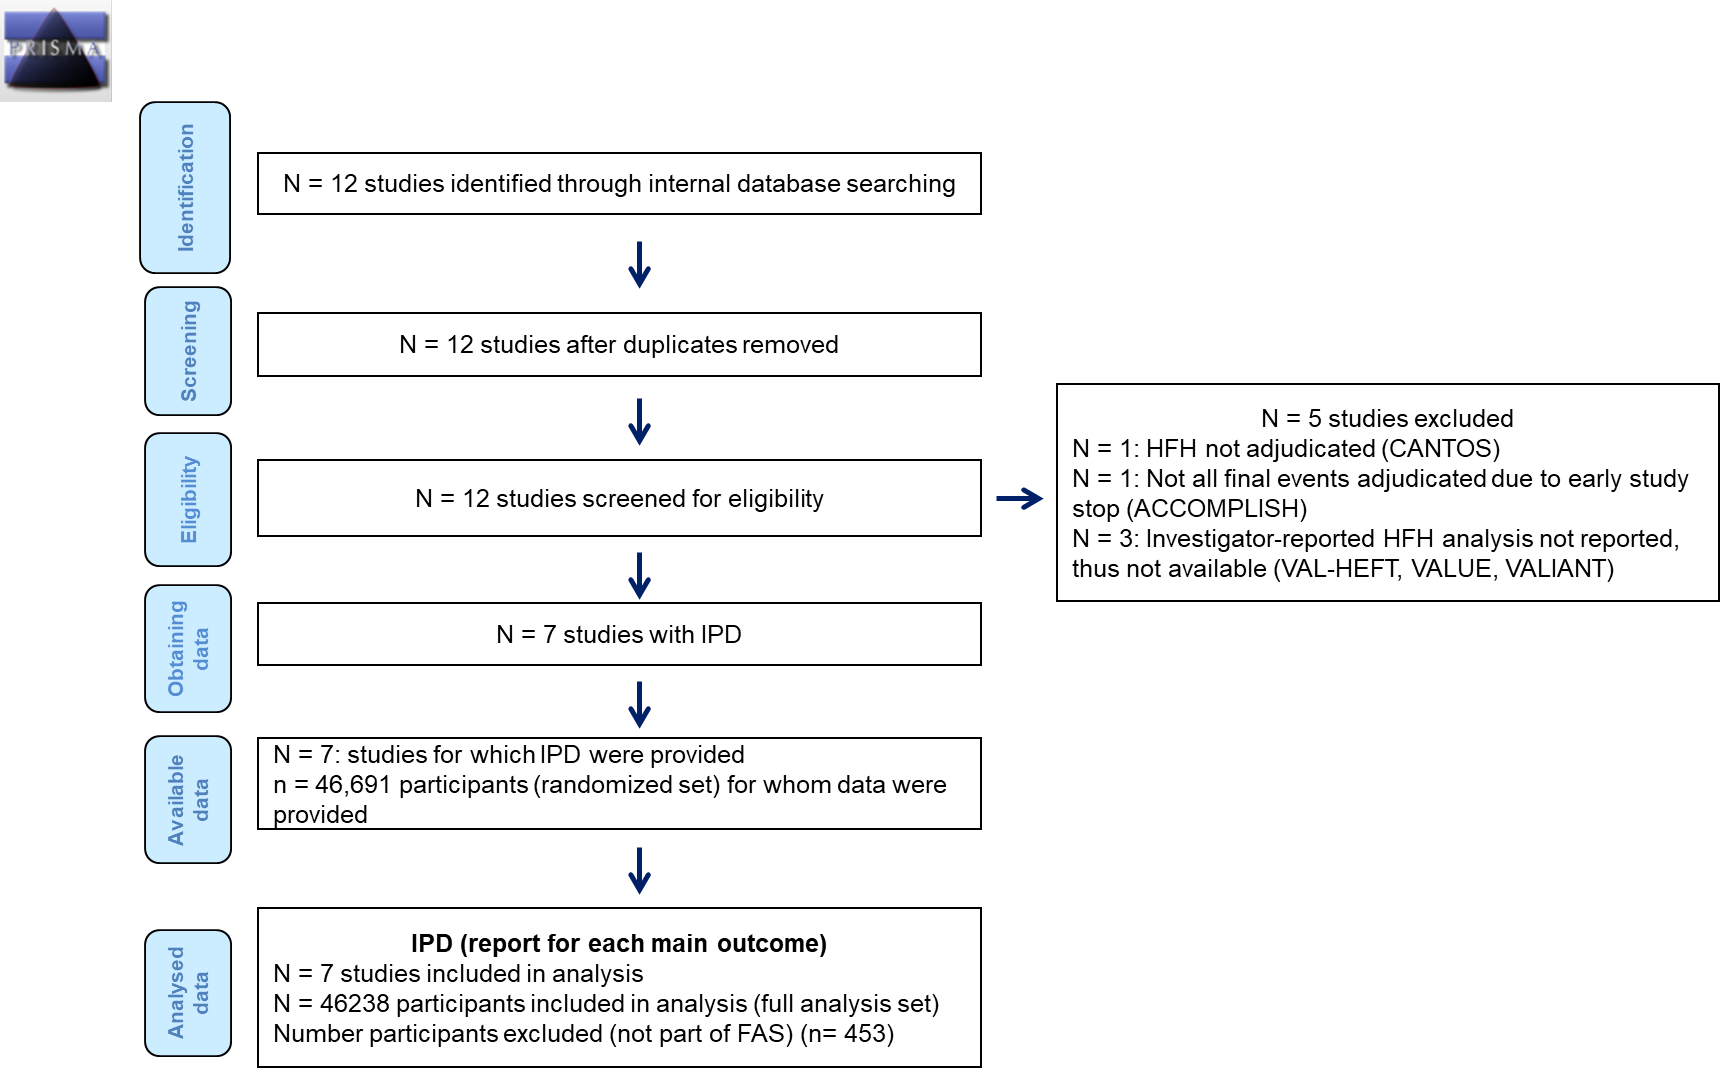 PRISMA
Identification
N = 12 studies identified through internal database searching
Screening
N = 12 studies after duplicates removed
Eligibility
N = 12 studies screened for eligibility
N = 5 studies excluded
N = 1: HFH not adjudicated (CANTOS)
N = 1: Not all final events adjudicated due to early study
stop (ACCOMPLISH)
N = 3: Investigator-reported HFH analysis not reported,
thus not available (VAL-HEFT, VALUE, VALIANT)
Obtaining
data
N = 7 studies with IPD
Available
data
N = 7: studies for which IPD were provided
n = 46,691 participants (randomized set) for whom data were
provided
Analysed
data
IPD (report for each main outcome)
N = 7 studies included in analysis
N = 46238 participants included in analysis (full analysis set)
Number participants excluded (not part of FAS) (n= 453)